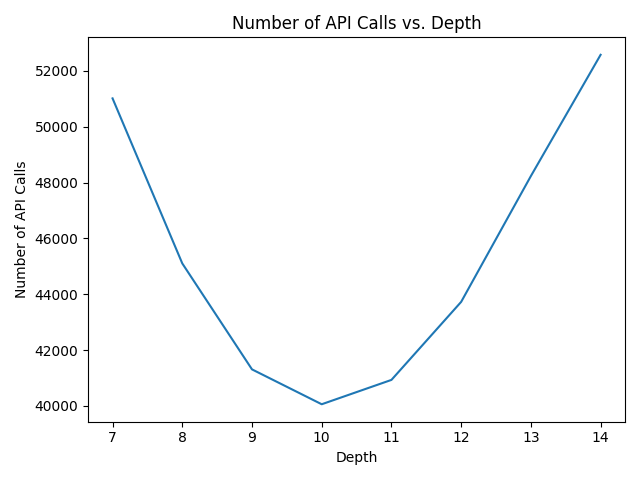 Number of API Calls vs. Depth
52000
50000
48000
46000
44000
42000
40000
Number of API Calls
7 8 9 10 11 12 13 14
Depth